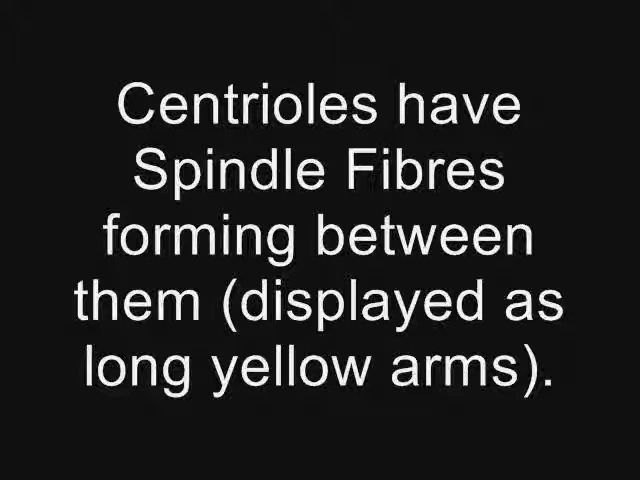 Centrioles have
Spindle Fibres
forming between
them (displayed as
long yellow arms).